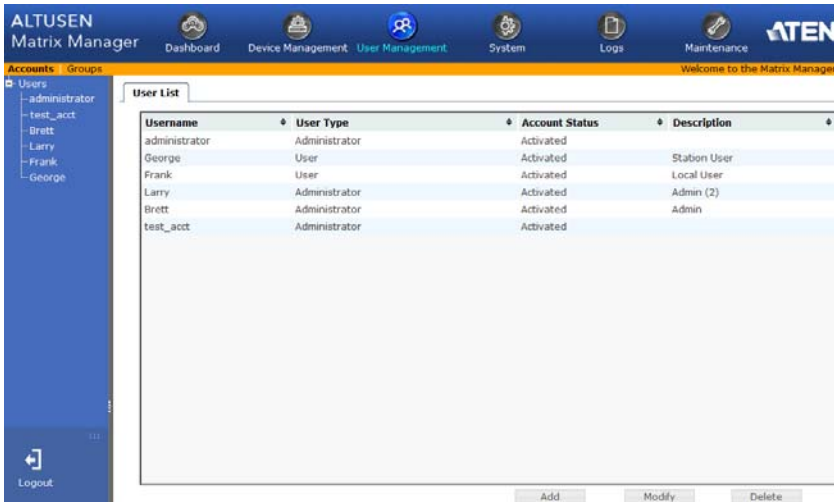 ALTUSEN
Matrix Manager
Dashboard
Device Management
User Management
System
Logs
Maintenance
ATEN
Accounts Groups
Welcome to the Matrix Manager
Users
administrator
test_acct
Brett
Larry
Frank
George
User List
Username User Type Account Status Description
administrator Administrator Activated
George User Activated Station User
Frank User Activated Local User
Larry Administrator Activated Admin (2)
Brett Administrator Activated Admin
test_acct Administrator Activated
Logout
Add Modify Delete